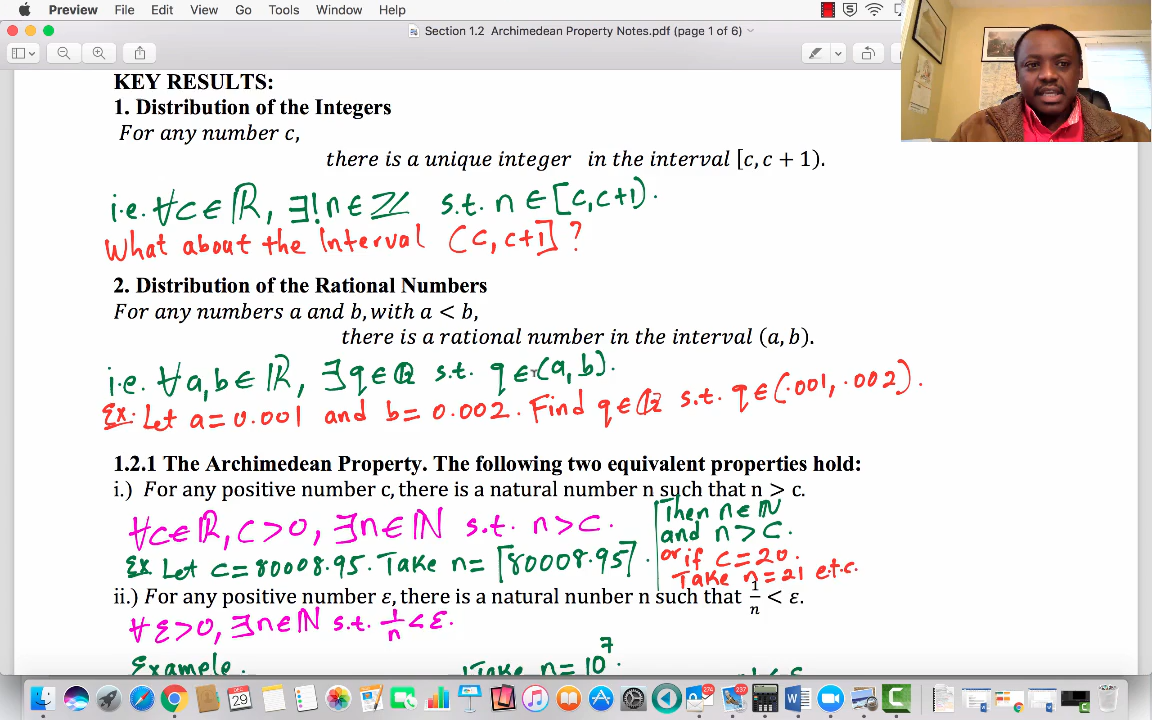 Preview File Edit View Go Tools Window Help
Section 1.2 Archimedean Property Notes.pdf (page 1 of 6)
KEY RESULTS:
1. Distribution of the Integers
For any number c,
there is a unique integer in the interval [c, c + 1).
i.e. ∀c∈ℝ, ∃!n∈ℤ s.t. n∈[c,c+1).
What about the Interval (c, c+1]?
2. Distribution of the Rational Numbers
For any numbers a and b, with a < b,
there is a rational number in the interval (a, b).
i.e. ∀a,b∈ℝ, ∃q∈ℚ s.t. q∈(a,b).
Ex: Let a=0.001 and b=0.002. Find q∈ℚ s.t. q∈(.001, .002).
1.2.1 The Archimedean Property. The following two equivalent properties hold:
i.) For any positive number c, there is a natural number n such that n > c.
∀c∈ℝ, c>0, ∃n∈ℕ s.t. n>c.
Ex Let c=80008.95. Take n=⌈80008.95⌉.
Then n∈ℕ
and n>c.
or if c=20.
Take n=21 etc.
ii.) For any positive number ε, there is a natural nunber n such that 1/n < ε.
∀ε>0, ∃n∈ℕ s.t. 1/n<ε.
Example.
Take n=10⁷.
29
274
237